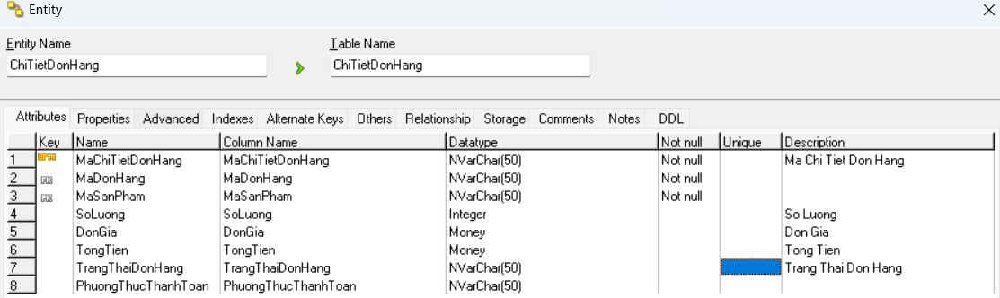 Entity
Entity Name
Table Name
ChiTietDonHang
ChiTietDonHang
Attributes Properties Advanced Indexes Alternate Keys Others Relationship Storage Comments Notes DDL
Key Name Column Name Datatype Not null Unique Description
1 MaChiTietDonHang MaChiTietDonHang NVarChar(50) Not null Ma Chi Tiet Don Hang
2 FK MaDonHang MaDonHang NVarChar(50) Not null
3 FK MaSanPham MaSanPham NVarChar(50) Not null
4 SoLuong SoLuong Integer So Luong
5 DonGia DonGia Money Don Gia
6 TongTien TongTien Money Tong Tien
7 TrangThaiDonHang TrangThaiDonHang NVarChar(50) Trang Thai Don Hang
8 PhuongThucThanhToan PhuongThucThanhToan NVarChar(50)